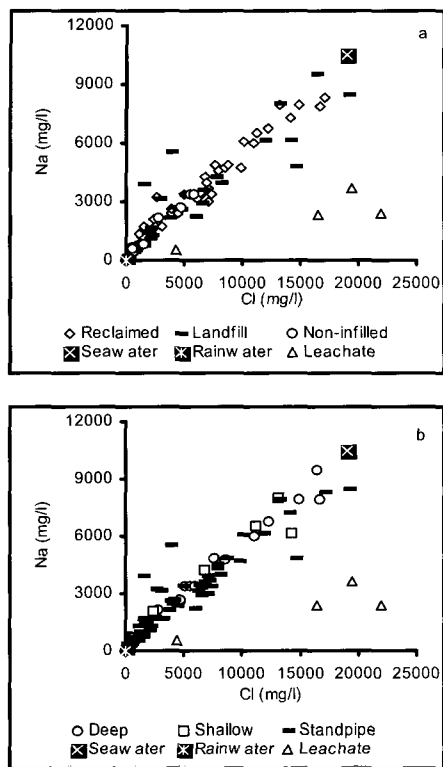 a
12000
9000
6000
3000
0
Na (mg/l)
0 5000 10000 15000 20000 25000
Cl (mg/l)
Reclaimed Landfill Non-infilled
Seaw ater Rainw ater Leachate
b
12000
9000
6000
3000
0
Na (mg/l)
0 5000 10000 15000 20000 25000
Cl (mg/l)
Deep Shallow Standpipe
Seaw ater Rainw ater Leachate